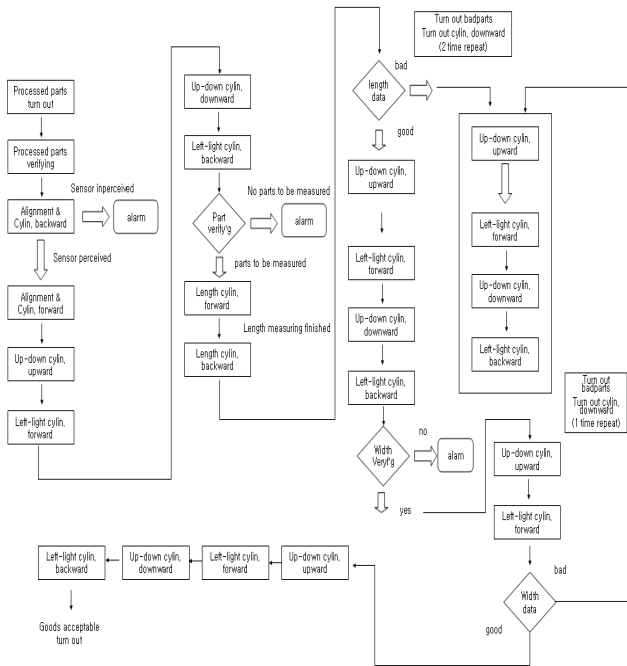 Processed parts
turn out
Processed parts
verifying
Sensor inperceived
Alignment &
Cylin, backward
alarm
Sensor perceived
Alignment &
Cylin, forward
Up-down cylin,
upward
Left-light cylin,
forward
Up-down cylin,
downward
Left-light cylin,
backward
No parts to be measured
Part
verify'g
alarm
parts to be measured
Length cylin,
forward
Length measuring finished
Length cylin,
backward
Turn out badparts
Turn out cylin, downward
(2 time repeat)
bad
length
data
good
Up-down cylin,
upward
Left-light cylin,
forward
Up-down cylin,
downward
Left-light cylin,
backward
no
Width
Veryf'g
alam
yes
Up-down cylin,
upward
Left-light cylin,
forward
Up-down cylin,
downward
Left-light cylin,
backward
Turn out
badparts
Turn out cylin,
downward
(1 time repeat)
Up-down cylin,
upward
Left-light cylin,
forward
bad
Width
data
good
Up-down cylin,
upward
Left-light cylin,
forward
Up-down cylin,
downward
Left-light cylin,
backward
Goods acceptable
turn out